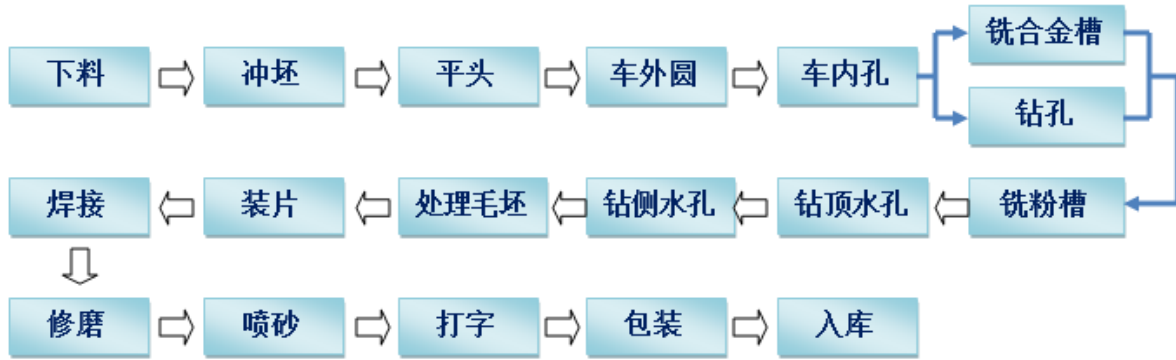 下料
冲坯
平头
车外圆
车内孔
铣合金槽
钻孔
铣粉槽
钻顶水孔
钻侧水孔
处理毛坯
装片
焊接
修磨
喷砂
打字
包装
入库